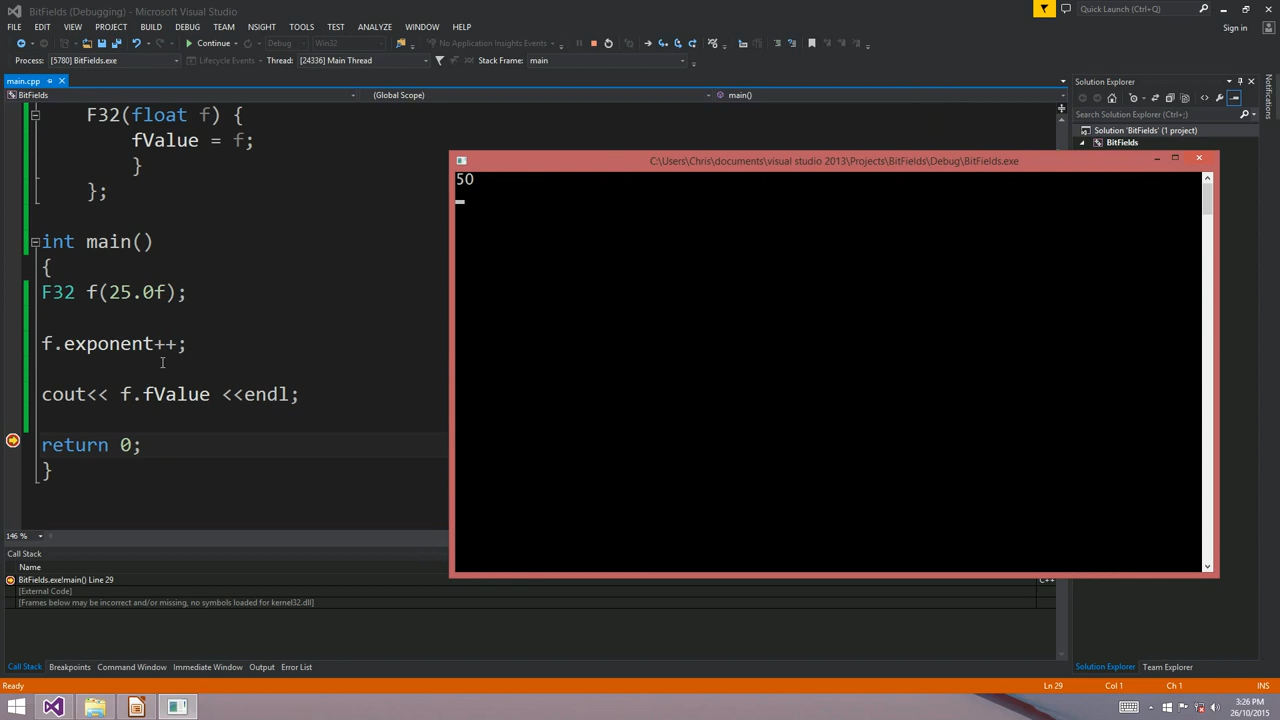 BitFields (Debugging) - Microsoft Visual Studio
Quick Launch (Ctrl+Q)
FILE EDIT VIEW PROJECT BUILD DEBUG TEAM NSIGHT TOOLS TEST ANALYZE WINDOW HELP
Sign in
Continue Debug Win32 No Application Insights Events
Process: [5780] BitFields.exe Lifecycle Events Thread: [24336] Main Thread Stack Frame: main
main.cpp
Solution Explorer
Notifications
BitFields (Global Scope) main()
Search Solution Explorer (Ctrl+;)
Solution 'BitFields' (1 project)
BitFields
F32(float f) {
fValue = f;
}
};
int main()
{
F32 f(25.0f);
f.exponent++;
cout<< f.fValue <<endl;
return 0;
}
C:\Users\Chris\documents\visual studio 2013\Projects\BitFields\Debug\BitFields.exe
50
146 %
Call Stack
Name
BitFields.exe!main() Line 29
C++
[External Code]
[Frames below may be incorrect and/or missing, no symbols loaded for kernel32.dll]
Call Stack Breakpoints Command Window Immediate Window Output Error List
Solution Explorer Team Explorer
Ready
Ln 29 Col 1 Ch 1 INS
3:26 PM
26/10/2015